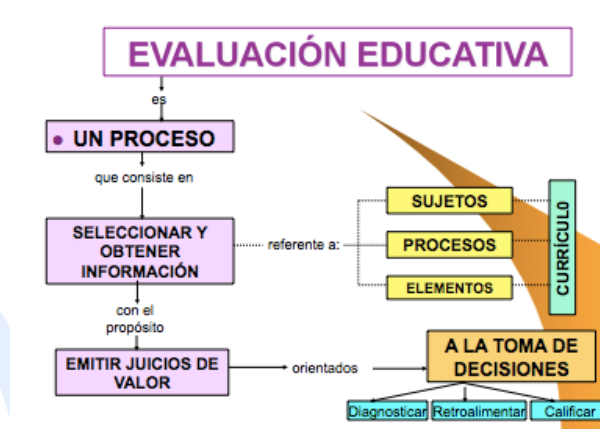 EVALUACIÓN EDUCATIVA
es
• UN PROCESO
que consiste en
SELECCIONAR Y
OBTENER
INFORMACIÓN
referente a:
SUJETOS
PROCESOS
ELEMENTOS
CURRÍCULO
con el
propósito
EMITIR JUICIOS DE
VALOR
orientados
A LA TOMA DE
DECISIONES
Diagnosticar
Retroalimentar
Calificar